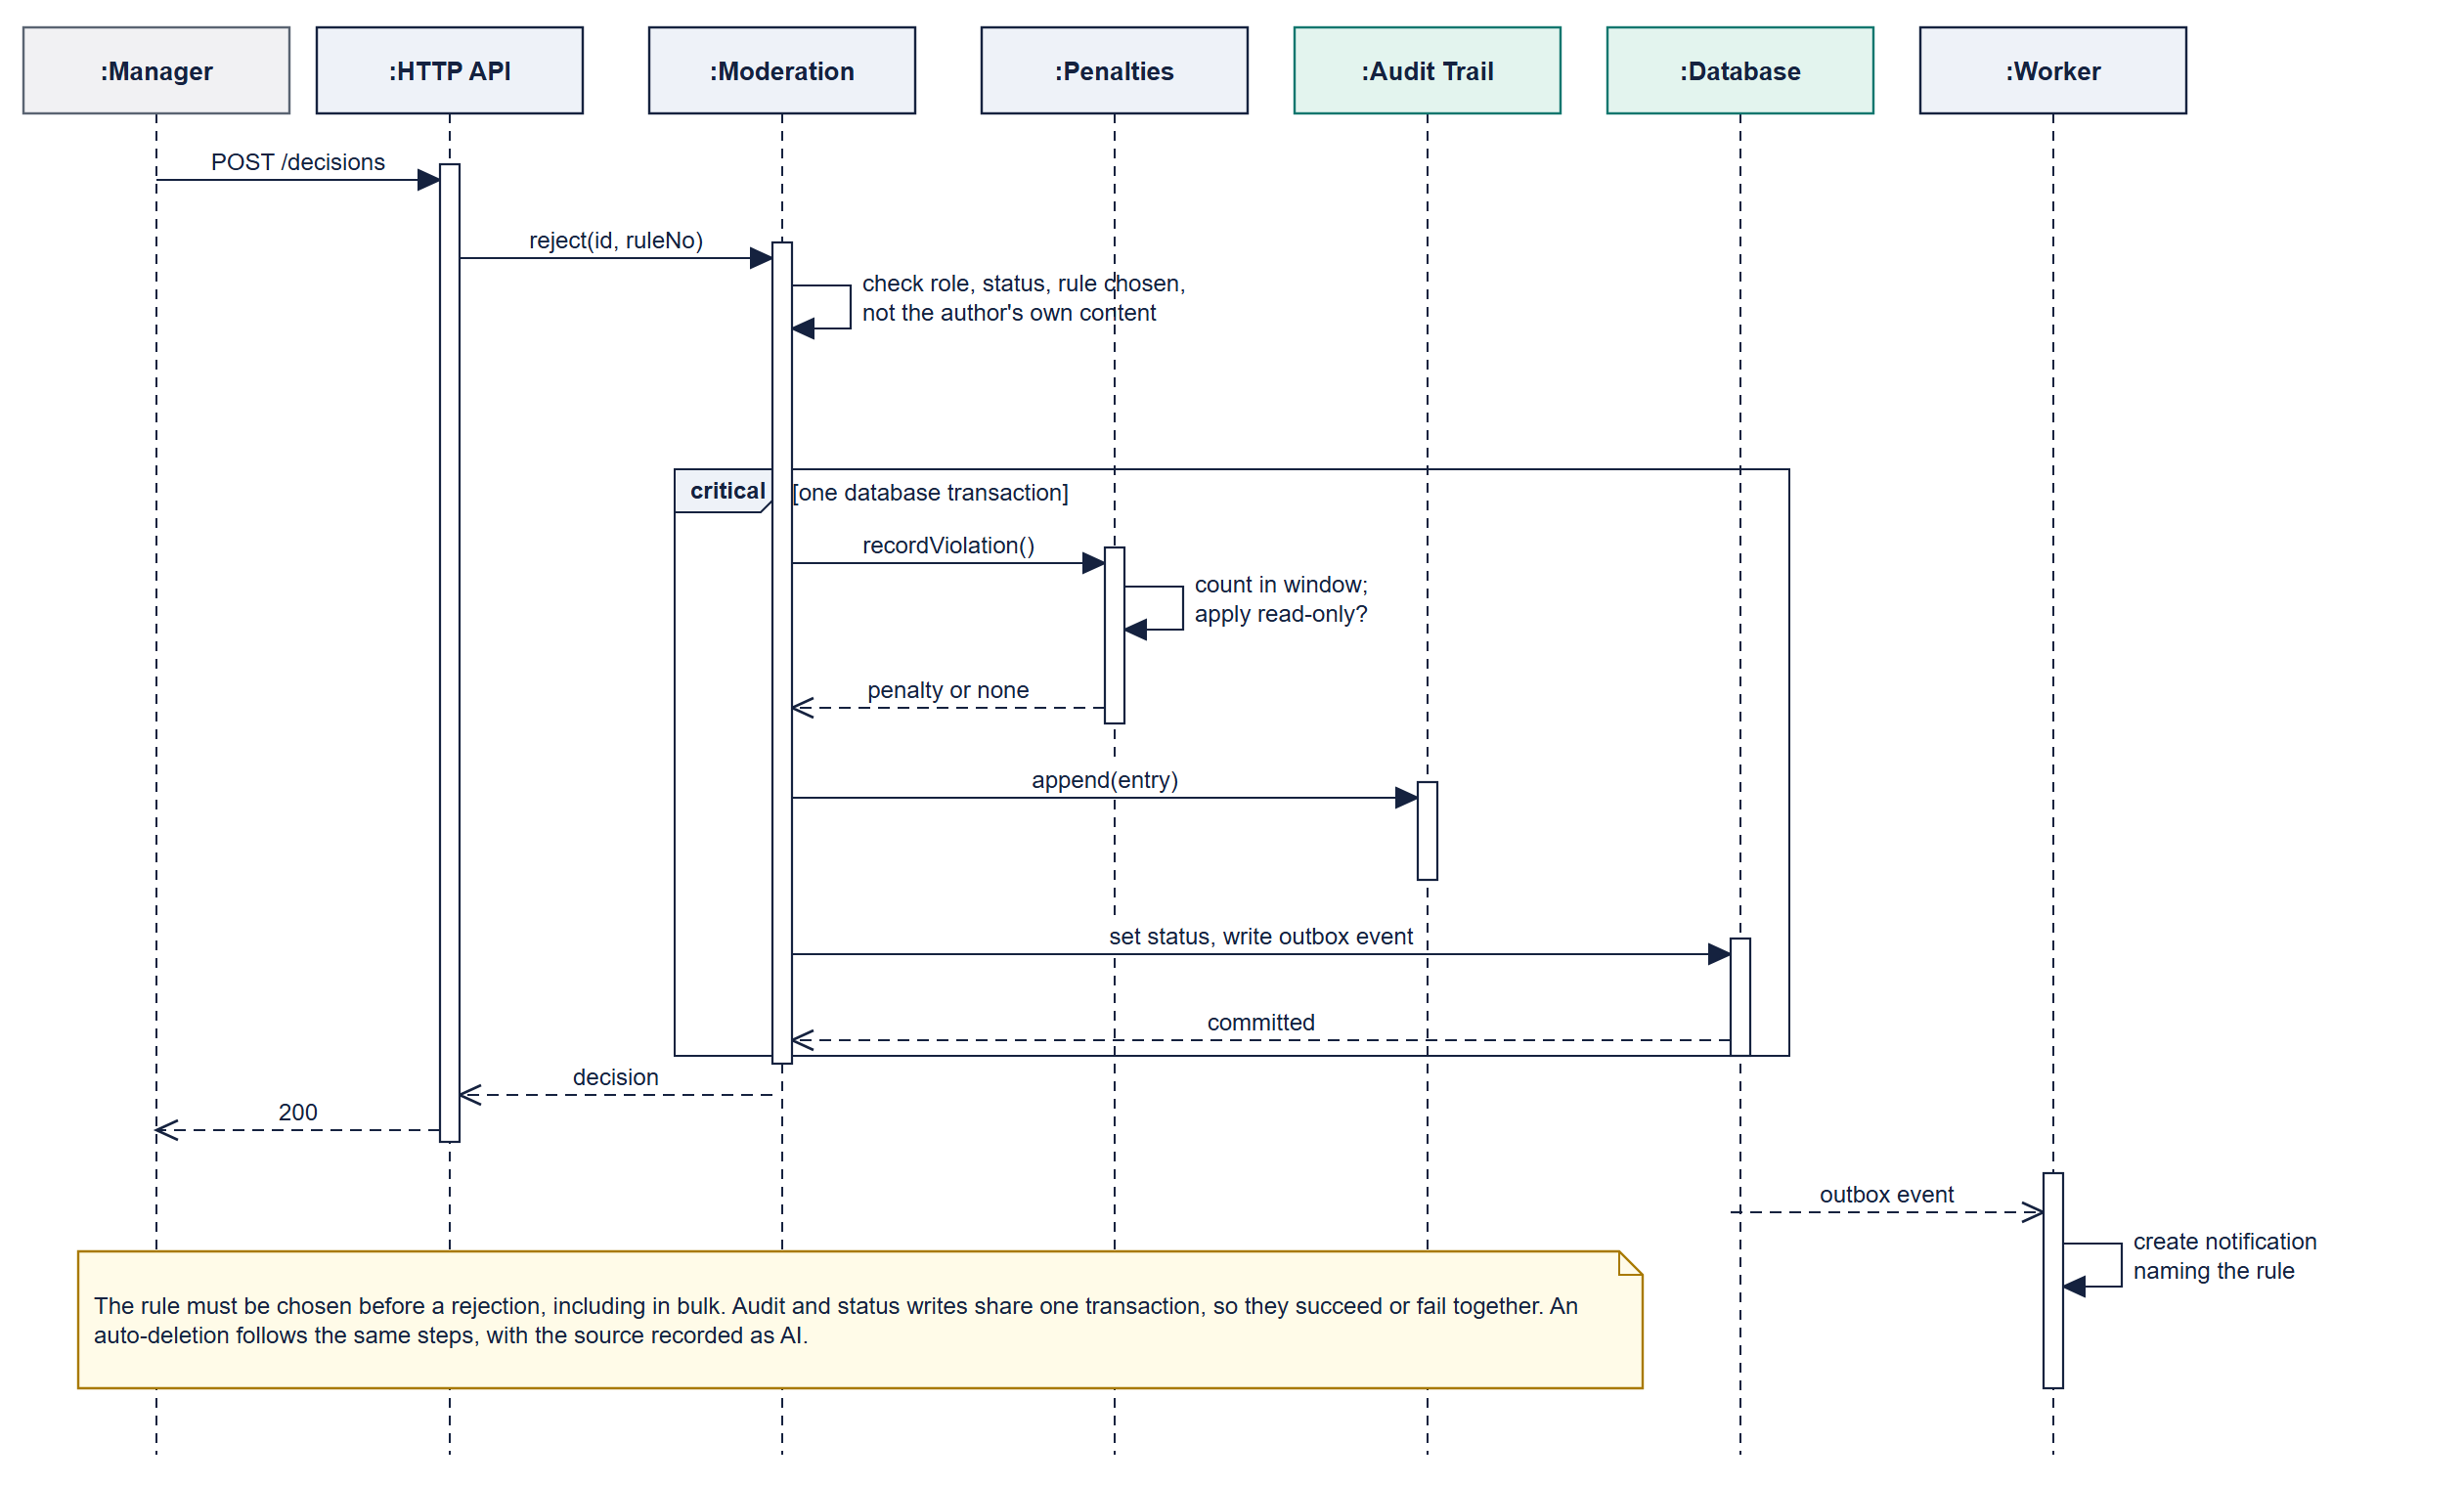 :Manager
:HTTP API
:Moderation
:Penalties
:Audit Trail
:Database
:Worker
POST /decisions
reject(id, ruleNo)
check role, status, rule chosen,
not the author's own content
critical
[one database transaction]
recordViolation()
count in window;
apply read-only?
penalty or none
append(entry)
set status, write outbox event
committed
decision
200
outbox event
create notification
naming the rule
The rule must be chosen before a rejection, including in bulk. Audit and status writes share one transaction, so they succeed or fail together. An
auto-deletion follows the same steps, with the source recorded as AI.